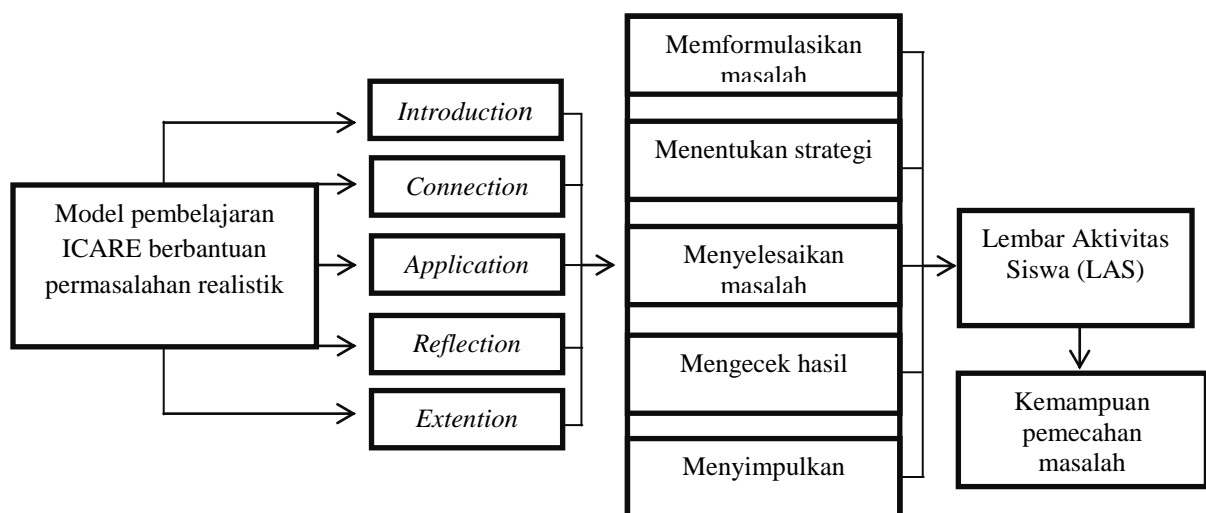 Model pembelajaran
ICARE berbantuan
permasalahan realistik
Introduction
Connection
Application
Reflection
Extention
Memformulasikan
masalah
Menentukan strategi
Menyelesaikan
masalah
Mengecek hasil
Menyimpulkan
Lembar Aktivitas
Siswa (LAS)
Kemampuan
pemecahan
masalah